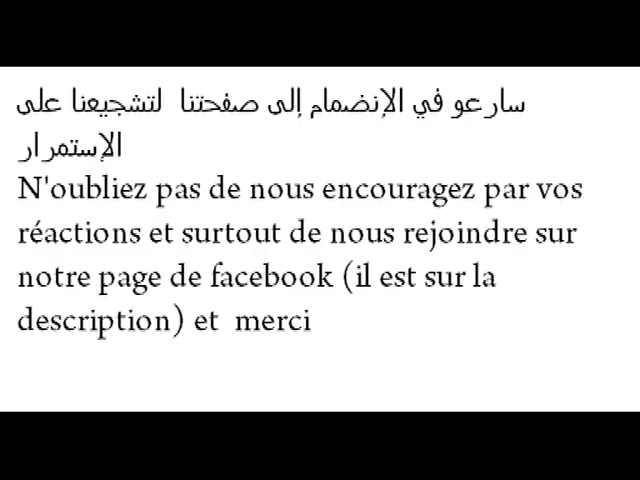 سارعو في الإنضمام إلى صفحتنا  لتشجيعنا على
الإستمرار
N'oubliez pas de nous encouragez par vos
réactions et surtout de nous rejoindre sur
notre page de facebook (il est sur la
description) et  merci